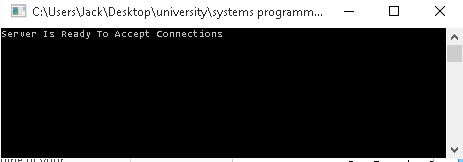 C:\Users\Jack\Desktop\university\systems programm...
Server Is Ready To Accept Connections